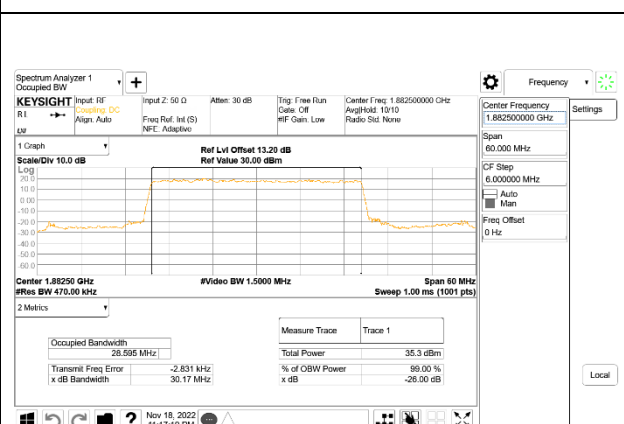 Spectrum Analyzer 1
Occupied BW
+
Frequency
KEYSIGHT
Input: RF
Input Z: 50 Ω
Atten: 30 dB
Trig: Free Run
Center Freq: 1.882500000 GHz
RL
Coupling: DC
Gate: Off
Avg|Hold: 10/10
Align: Auto
Freq Ref: Int (S)
#IF Gain: Low
Radio Std: None
NFE: Adaptive
Center Frequency
1.882500000 GHz
Settings
Span
60.000 MHz
CF Step
6.000000 MHz
Auto
Man
Freq Offset
0 Hz
1 Graph
Ref Lvl Offset 13.20 dB
Scale/Div 10.0 dB
Ref Value 30.00 dBm
Log
20.0
10.0
0.00
-10.0
-20.0
-30.0
-40.0
-50.0
-60.0
Center 1.88250 GHz
#Video BW 1.5000 MHz
Span 60 MHz
#Res BW 470.00 kHz
Sweep 1.00 ms (1001 pts)
2 Metrics
Measure Trace
Trace 1
Occupied Bandwidth
28.595 MHz
Total Power
35.3 dBm
Transmit Freq Error
-2.831 kHz
% of OBW Power
99.00 %
x dB Bandwidth
30.17 MHz
x dB
-26.00 dB
Local
?
Nov 18, 2022